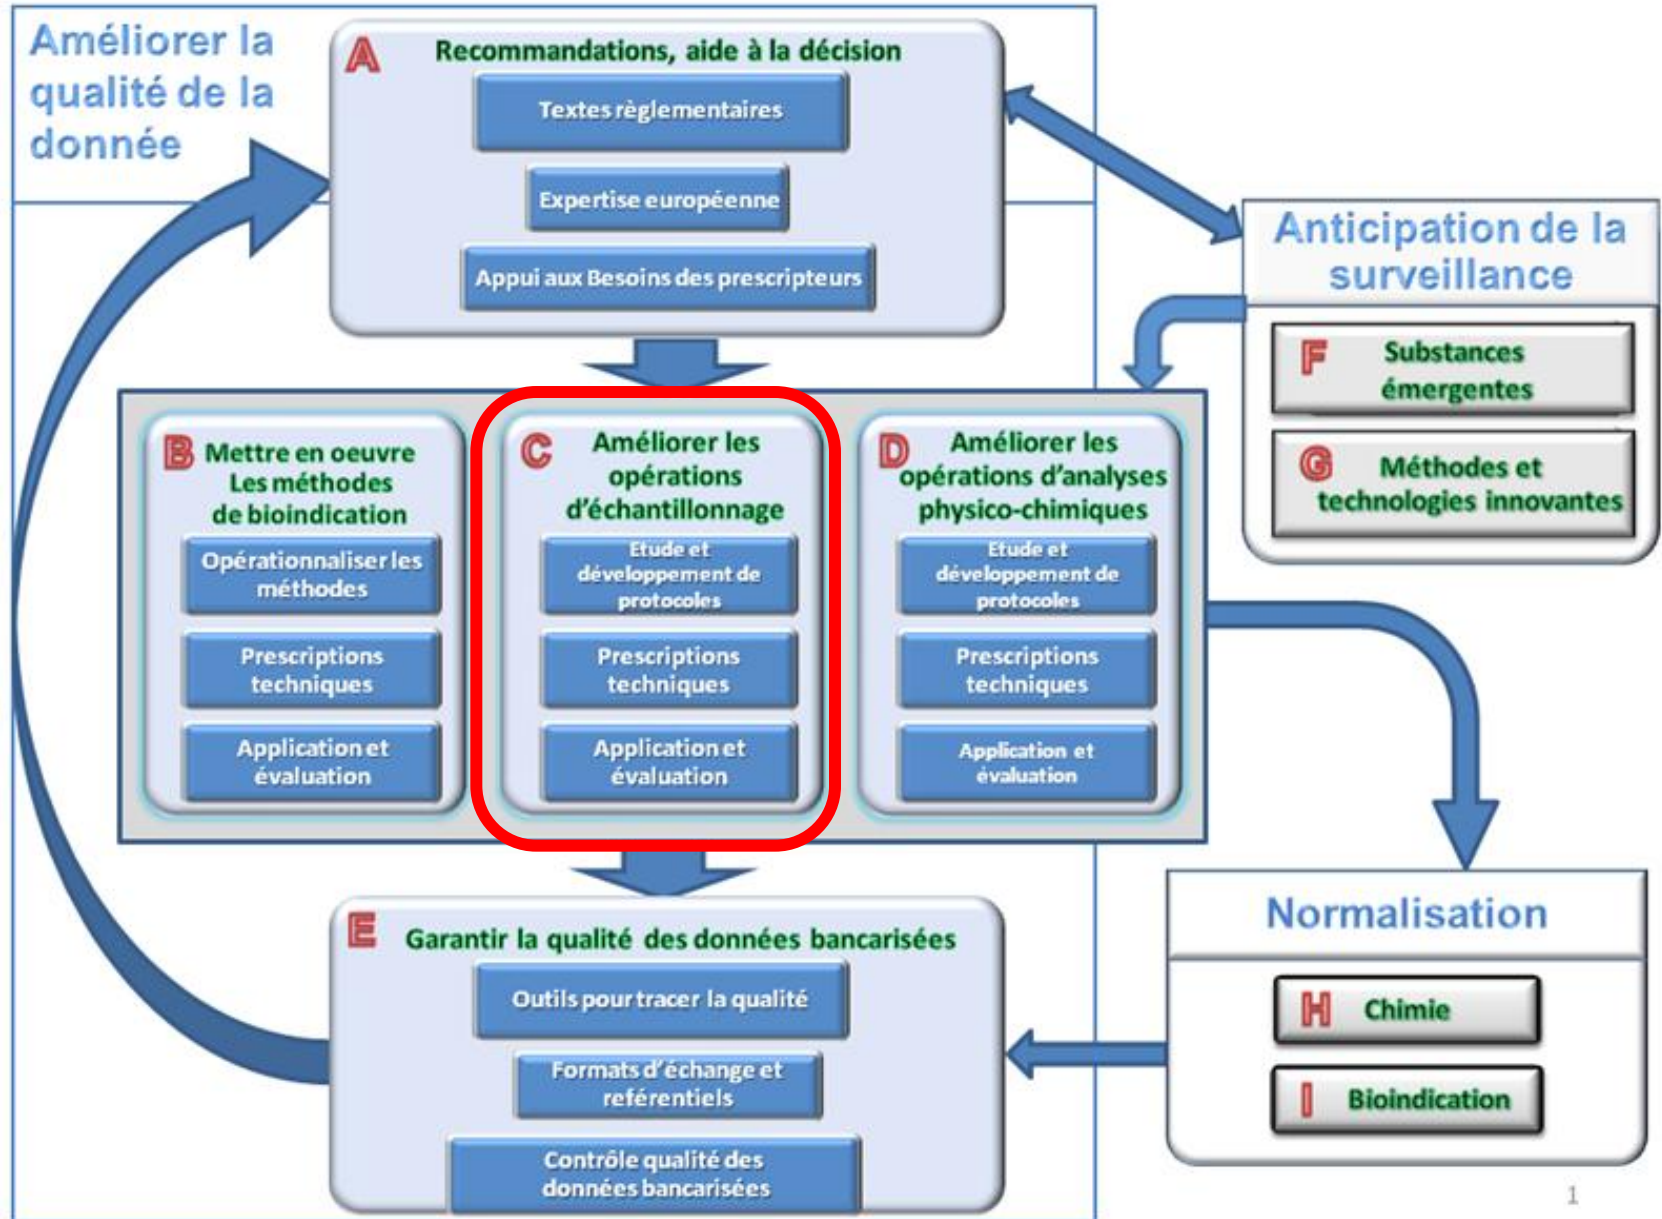 Améliorer la
qualité de la
donnée
A
Recommandations, aide à la décision
Textes règlementaires
Expertise européenne
Appui aux Besoins des prescripteurs
Anticipation de la
surveillance
F
Substances
émergentes
G
Méthodes et
technologies innovantes
B
Mettre en oeuvre
Les méthodes
de bioindication
Opérationnaliser les
méthodes
Prescriptions
techniques
Application et
évaluation
C
Améliorer les
opérations
d'échantillonnage
Etude et
développement de
protocoles
Prescriptions
techniques
Application et
évaluation
D
Améliorer les
opérations d'analyses
physico-chimiques
Etude et
développement de
protocoles
Prescriptions
techniques
Application et
évaluation
E
Garantir la qualité des données bancarisées
Outils pour tracer la qualité
Formats d'échange et
reférentiels
Contrôle qualité des
données bancarisées
Normalisation
H
Chimie
I
Bioindication
1